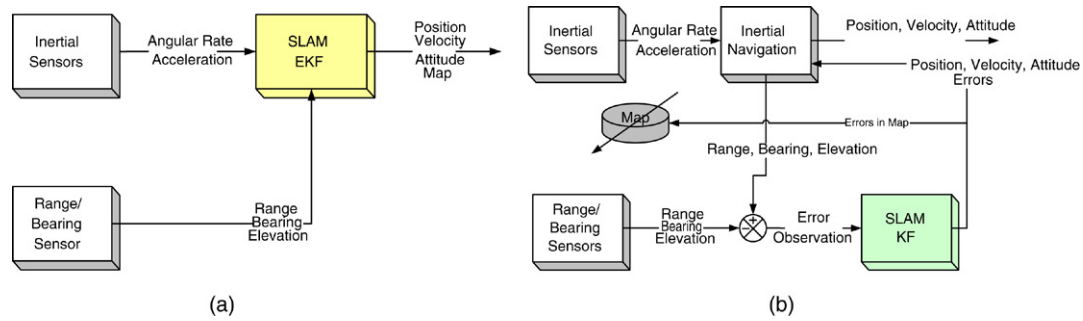 Inertial
Sensors
Angular Rate
Acceleration
SLAM
EKF
Position
Velocity
Attitude
Map
Range/
Bearing
Sensor
Range
Bearing
Elevation
(a)
Inertial
Sensors
Angular Rate
Acceleration
Inertial
Navigation
Position, Velocity, Attitude
Position, Velocity, Attitude
Errors
Map
Errors in Map
Range, Bearing, Elevation
Range/
Bearing
Sensors
Range
Bearing
Elevation
+
−
Error
Observation
SLAM
KF
(b)